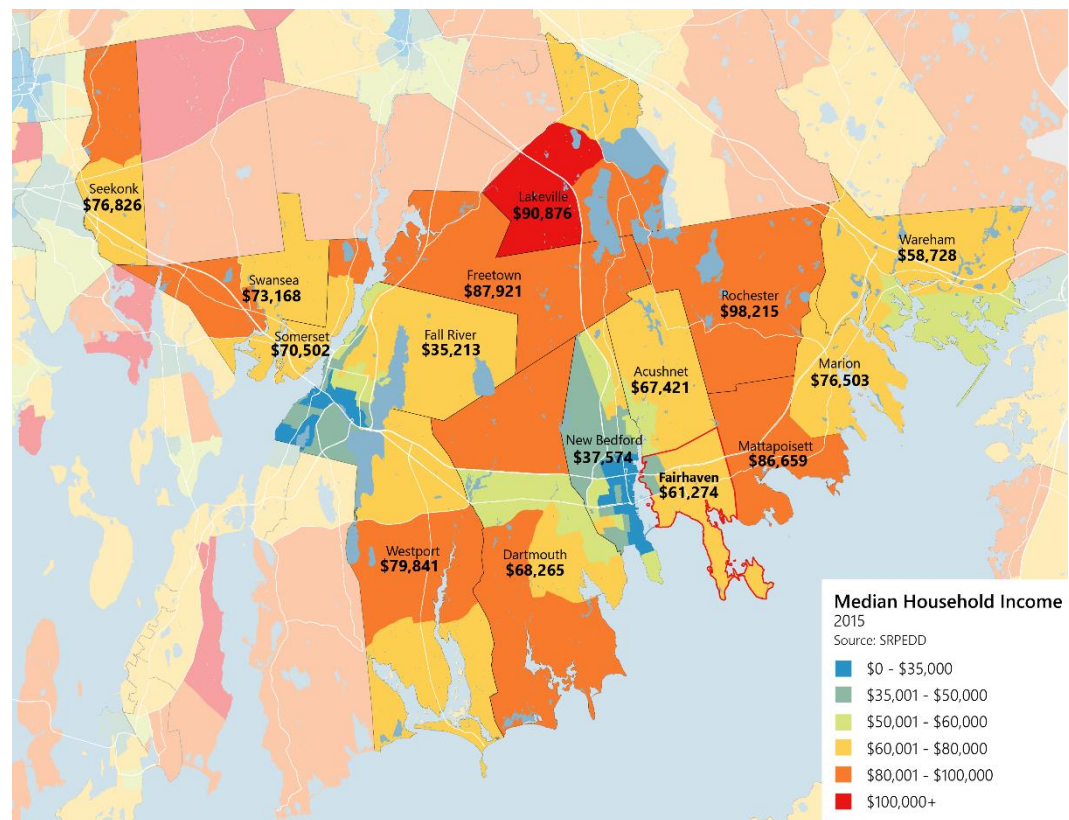 Seekonk
$76,826
Lakeville
$90,876
Wareham
$58,728
Swansea
$73,168
Freetown
$87,921
Rochester
$98,215
Somerset
$70,502
Fall River
$35,213
Acushnet
$67,421
Marion
$76,503
New Bedford
$37,574
Mattapoisett
$86,659
Fairhaven
$61,274
Westport
$79,841
Dartmouth
$68,265
Median Household Income
2015
Source: SRPEDD
$0 - $35,000
$35,001 - $50,000
$50,001 - $60,000
$60,001 - $80,000
$80,001 - $100,000
$100,000+